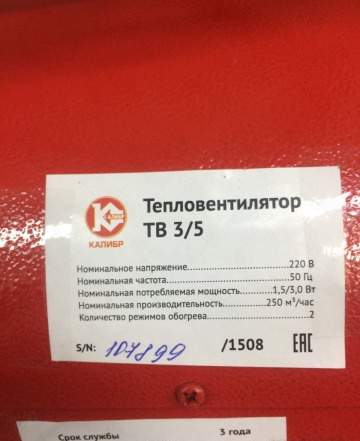 КАЛИБР
Тепловентилятор
ТВ 3/5
Номинальное напряжение...............220 В
Номинальная частота......................50 Гц
Номинальная потребляемая мощность....1,5/3,0 Вт
Номинальная производительность........250 м³/час
Количество режимов обогрева................2
S/N: 107899 /1508 EAC
Срок службы 3 года